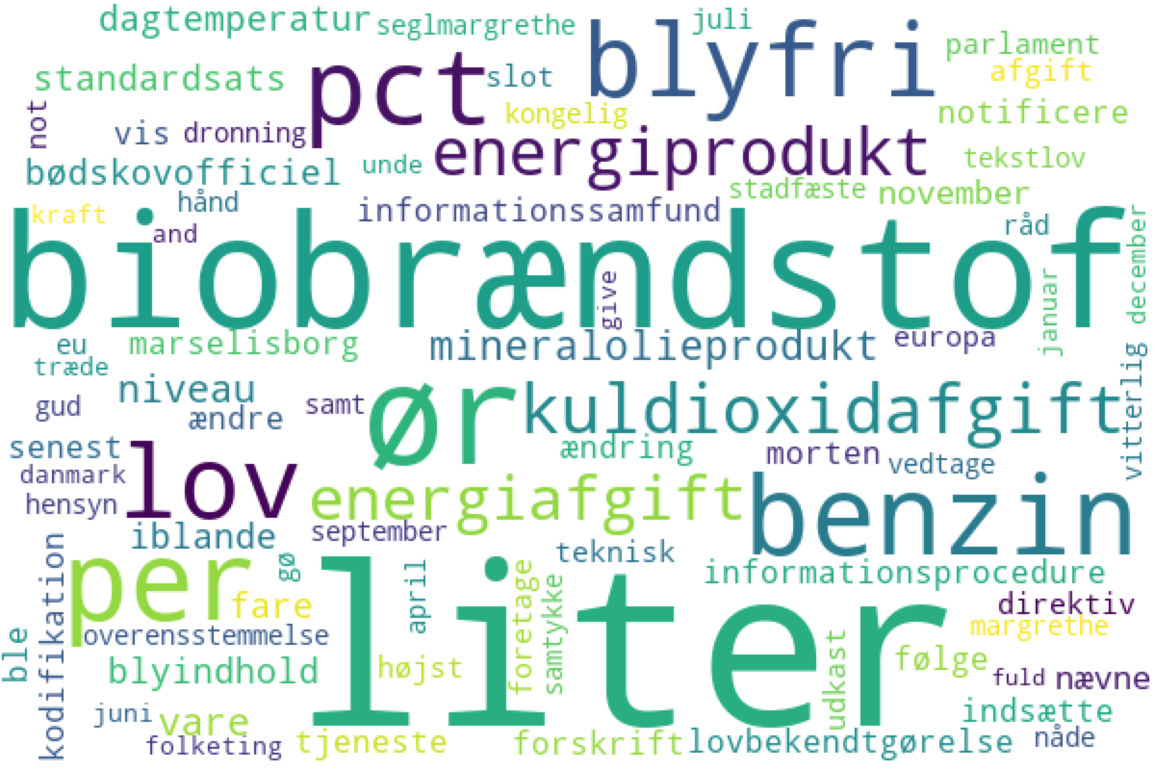 dagtemperatur
seglmargrethe
juli
blyfri
parlament
standardsats
pct
slot
afgift
not
vis
dronning
kongelig
notificere
energiprodukt
bødskovofficiel
unde
tekstlov
kraft
hånd
informationssamfund
stadfæste
november
and
råd
biobrændstof
give
december
januar
eu
marselisborg
mineralolieprodukt
europa
træde
niveau
gud
ændre
samt
ør
kuldioxidafgift
vitterlig
senest
lov
ændring
morten
vedtage
danmark
hensyn
energiafgift
benzin
iblande
september
teknisk
kodifikation
per
gø
liter
april
foretage
samtykke
informationsprocedure
fare
direktiv
overensstemmelse
margrethe
ble
blyindhold
højst
udkast
følge
fuld
nævne
juni
vare
indsætte
folketing
tjeneste
forskrift
lovbekendtgørelse
nåde